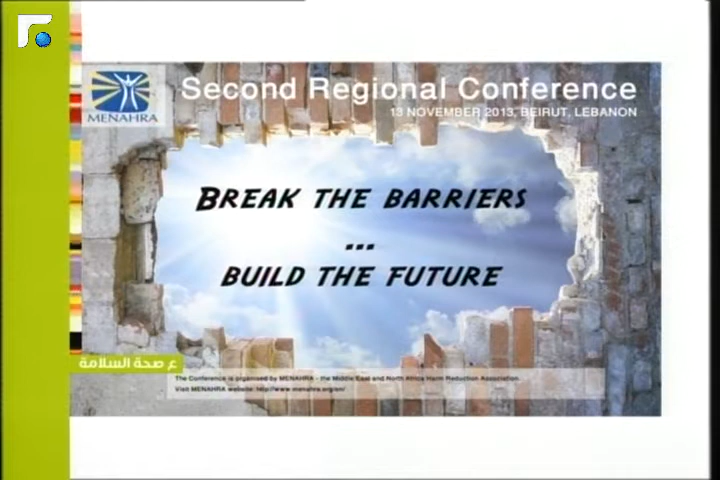 Second Regional Conference
13 NOVEMBER 2013, BEIRUT, LEBANON
MENAHRA
BREAK THE BARRIERS
...
BUILD THE FUTURE
ع صحة السلامة
The Conference is organised by MENAHRA - the Middle East and North Africa Harm Reduction Association.
Visit MENAHRA website: http://www.menahra.org/en/